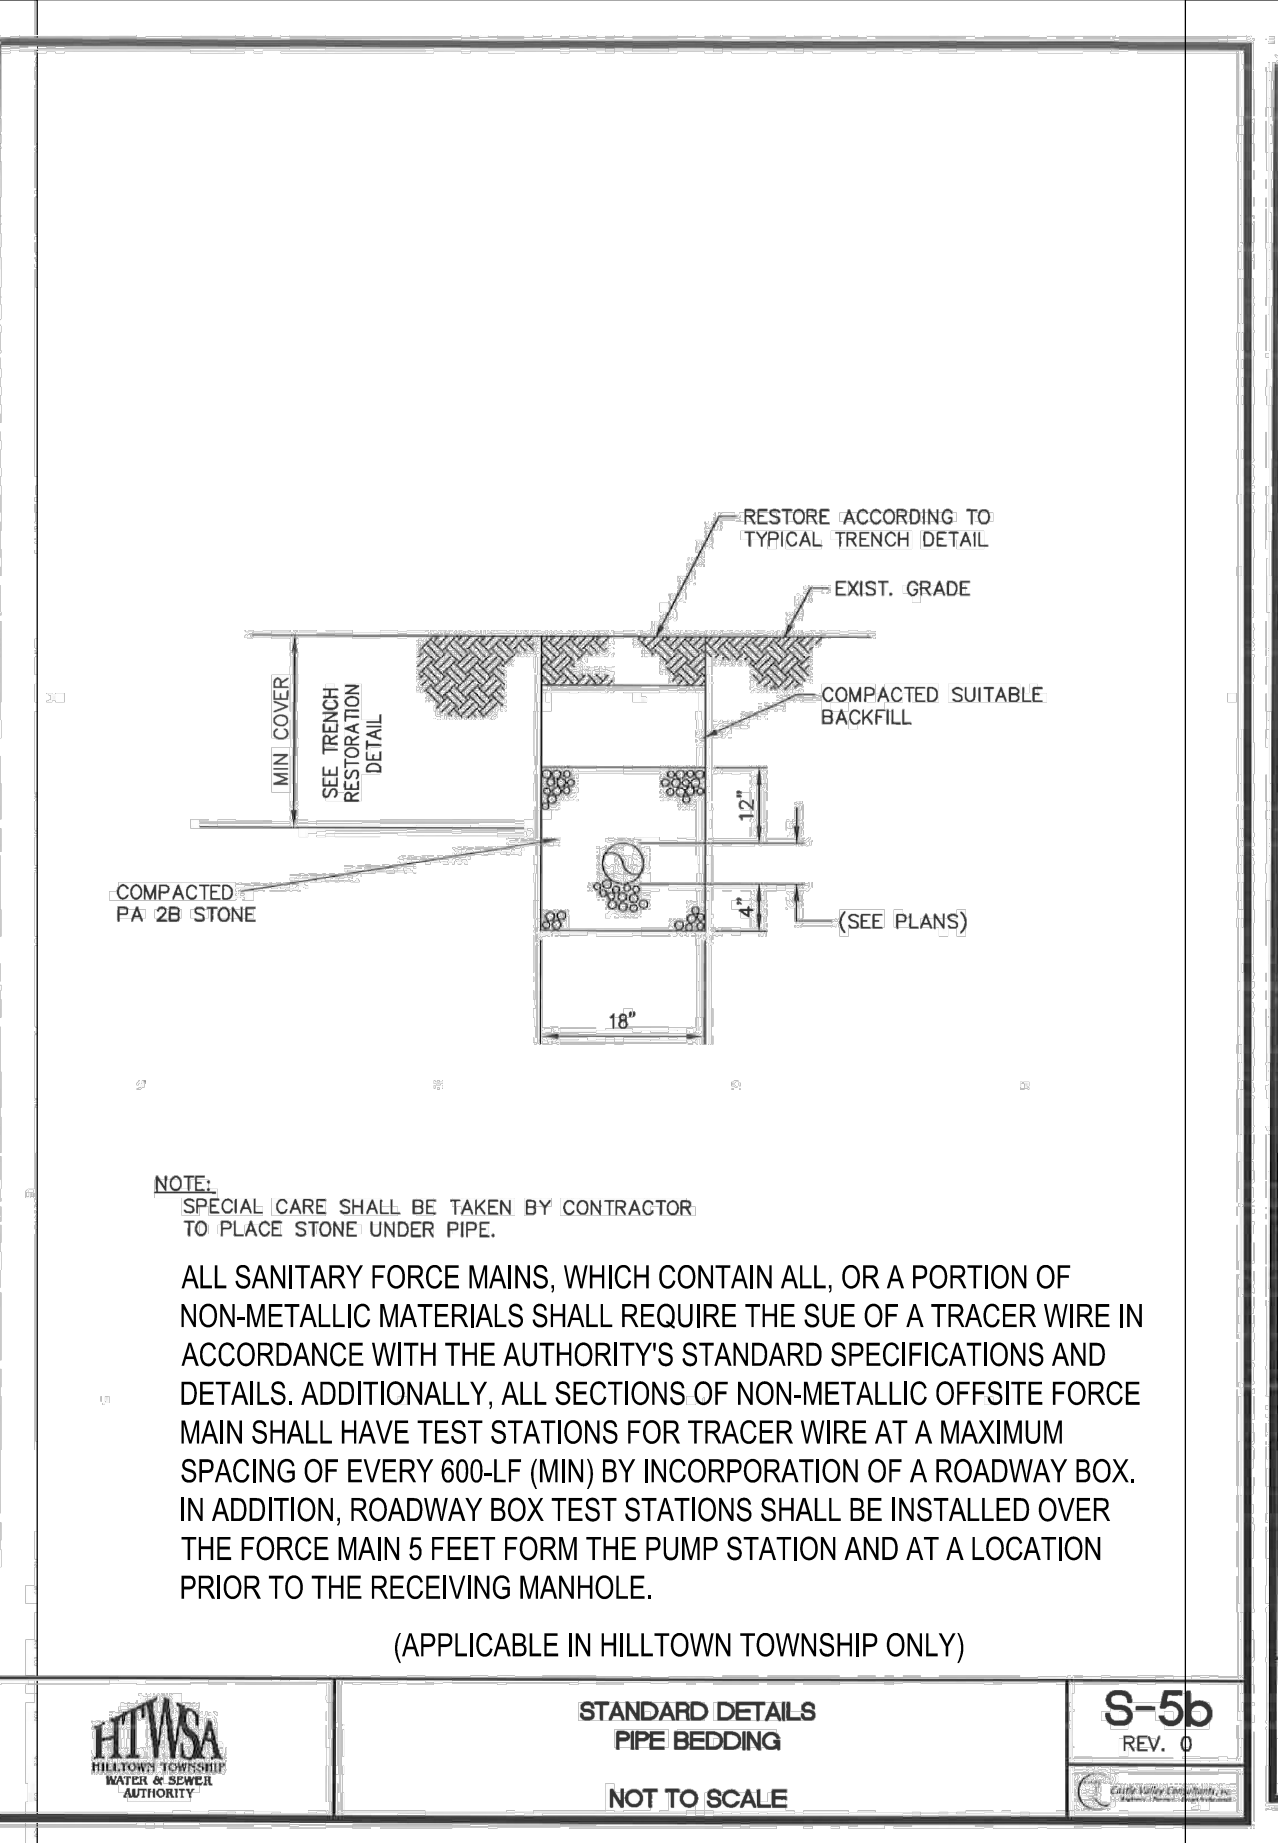 RESTORE ACCORDING TO
TYPICAL TRENCH DETAIL
EXIST. GRADE
MIN COVER
SEE TRENCH
RESTORATION
DETAIL
COMPACTED SUITABLE
BACKFILL
12"
COMPACTED
PA 2B STONE
4"
(SEE PLANS)
18"
NOTE:
SPECIAL CARE SHALL BE TAKEN BY CONTRACTOR
TO PLACE STONE UNDER PIPE.
ALL SANITARY FORCE MAINS, WHICH CONTAIN ALL, OR A PORTION OF
NON-METALLIC MATERIALS SHALL REQUIRE THE SUE OF A TRACER WIRE IN
ACCORDANCE WITH THE AUTHORITY'S STANDARD SPECIFICATIONS AND
DETAILS. ADDITIONALLY, ALL SECTIONS OF NON-METALLIC OFFSITE FORCE
MAIN SHALL HAVE TEST STATIONS FOR TRACER WIRE AT A MAXIMUM
SPACING OF EVERY 600-LF (MIN) BY INCORPORATION OF A ROADWAY BOX.
IN ADDITION, ROADWAY BOX TEST STATIONS SHALL BE INSTALLED OVER
THE FORCE MAIN 5 FEET FORM THE PUMP STATION AND AT A LOCATION
PRIOR TO THE RECEIVING MANHOLE.
(APPLICABLE IN HILLTOWN TOWNSHIP ONLY)
HTWSA
HILLTOWN TOWNSHIP
WATER & SEWER
AUTHORITY
STANDARD DETAILS
PIPE BEDDING
NOT TO SCALE
S-5b
REV. 0
Castle Valley Consultants, Inc.